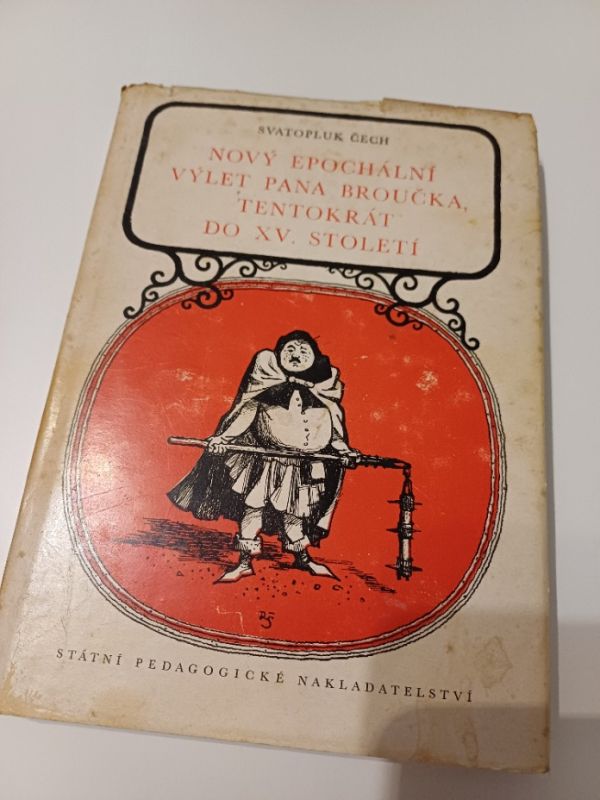 SVATOPLUK ČECH
NOVÝ EPOCHÁLNÍ
VÝLET PANA BROUČKA,
TENTOKRÁT
DO XV. STOLETÍ
STÁTNÍ PEDAGOGICKÉ NAKLADATELSTVÍ